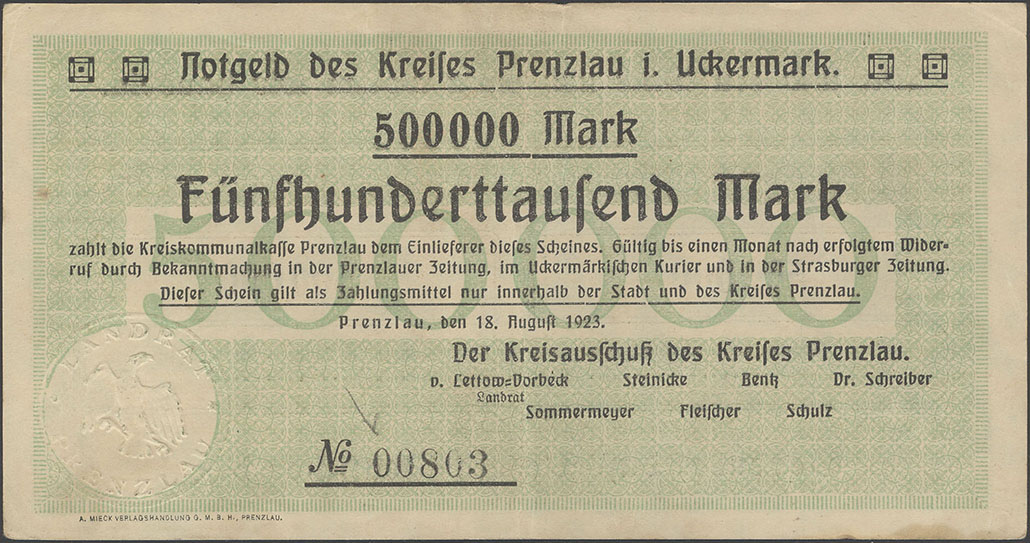 Notgeld des Kreiſes Prenzlau i. Uckermark.
500000 Mark
Fünfhunderttauſend Mark
500000
zahlt die Kreiskommunalkaſſe Prenzlau dem Einlieferer dieſes Scheines. Gültig bis einen Monat nach erfolgtem Wider-
ruf durch Bekanntmachung in der Prenzlauer Zeitung, im Uckermärkiſchen Kurier und in der Strasburger Zeitung.
Dieſer Schein gilt als Zahlungsmittel nur innerhalb der Stadt und des Kreiſes Prenzlau.
Prenzlau, den 18. Auguſt 1923.
Der Kreisausſchuß des Kreiſes Prenzlau.
v. Lettow-Vorbeck Steinicke Bentz Dr. Schreiber
Landrat
Sommermeyer Fleiſcher Schulz
LANDRAT
PRENZLAU
№ 00803
A. MIECK VERLAGSHANDLUNG G. M. B. H., PRENZLAU.